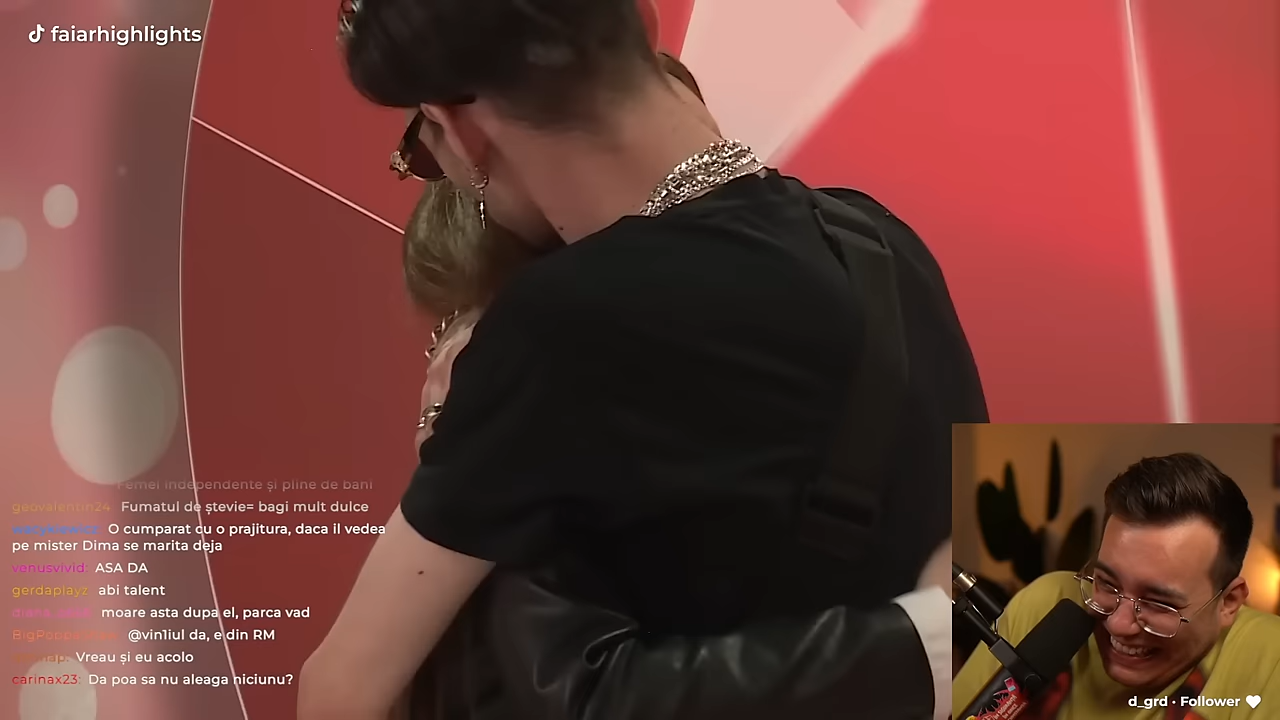 faiarhighlights
Femei independente și pline de bani
geovalentin24 Fumatul de ștevie= bagi mult dulce
O cumparat cu o prajitura, daca il vedea
pe mister Dima se marita deja
venusvivid: ASA DA
gerdaplayz abi talent
moare asta dupa el, parca vad
@vin1iul da, e din RM
Vreau și eu acolo
carinax23: Da poa sa nu aleaga niciunu?
d_grd · Follower